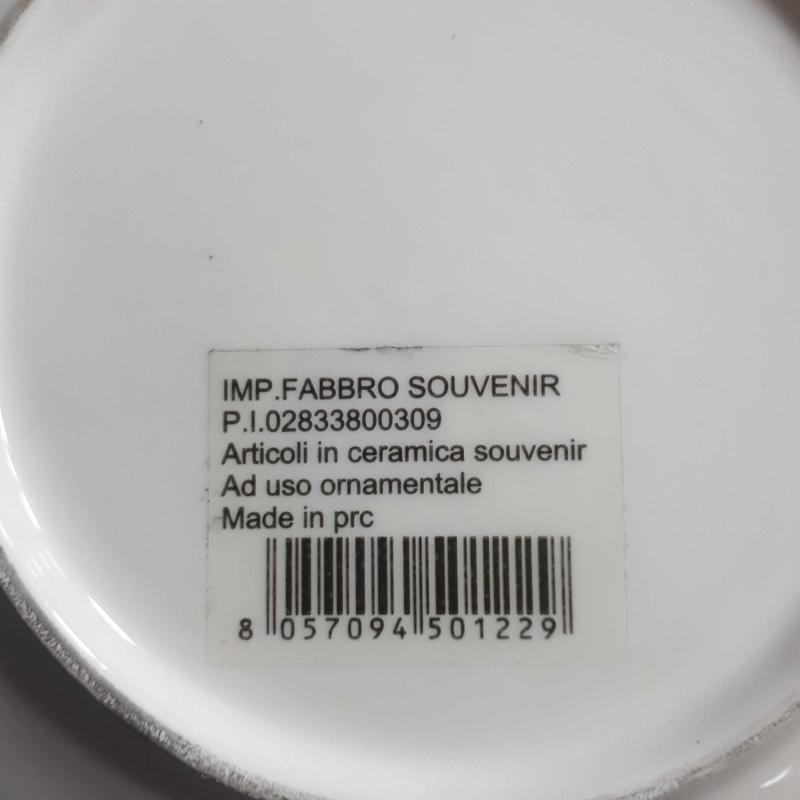 IMP.FABBRO SOUVENIR
P.I.02833800309
Articoli in ceramica souvenir
Ad uso ornamentale
Made in prc
8 057094 501229